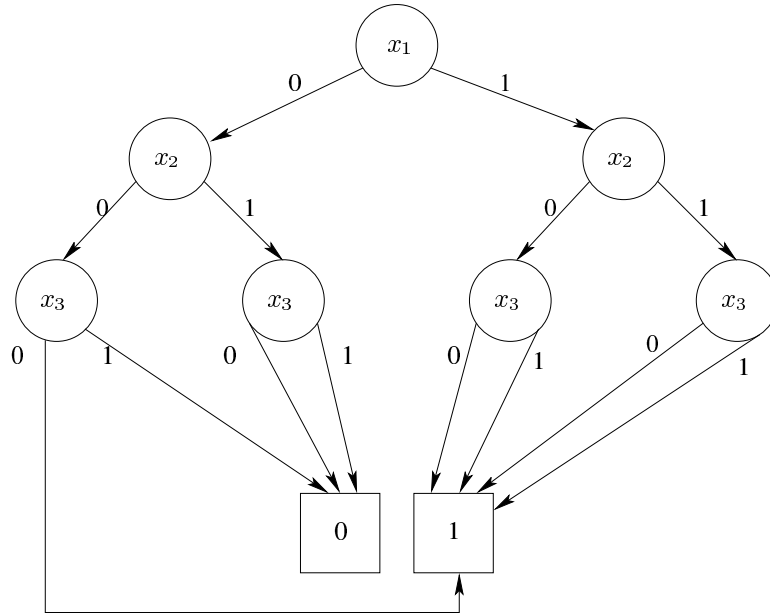 x₁
0 1
x₂ x₂
0 1 0 1
x₃ x₃ x₃ x₃
0 1 0 1 0 1 0 1
0 1